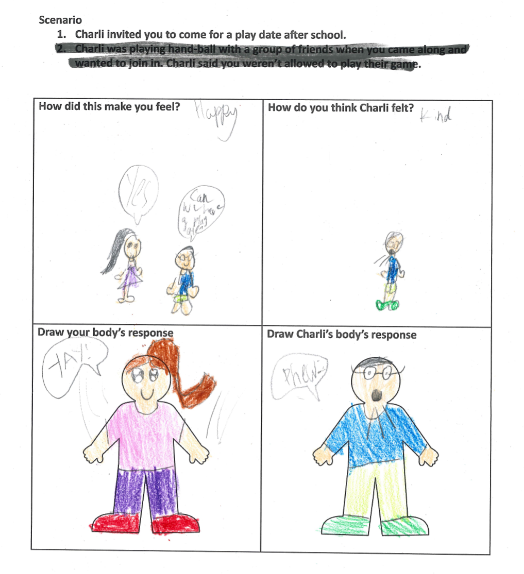 Scenario
1. Charli invited you to come for a play date after school.
2. Charli was playing hand-ball with a group of friends when you came along and
wanted to join in. Charli said you weren't allowed to play their game.
How did this make you feel? Happy
How do you think Charli felt? Kind
Yes
Can
we have
a play
Draw your body's response
Draw Charli's body's response
YAY!
Phew